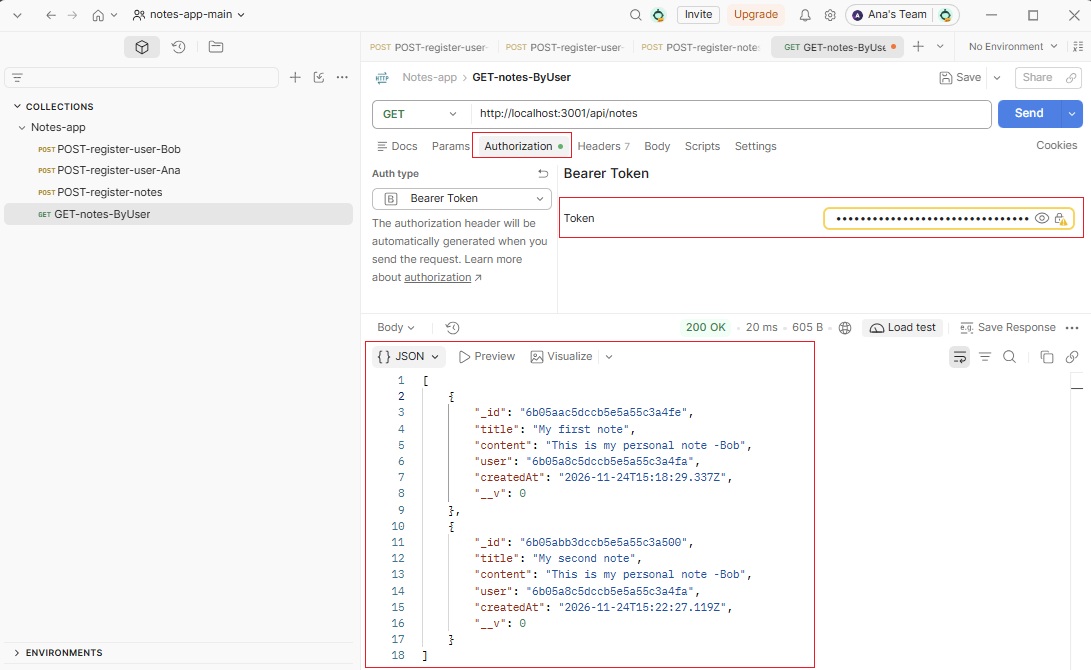 notes-app-main
Invite
Upgrade
Ana's Team
POST POST-register-user-
POST POST-register-user-
POST POST-register-note
GET GET-notes-ByUse
No Environment
Notes-app > GET-notes-ByUser
Save
Share
COLLECTIONS
Notes-app
POST POST-register-user-Bob
POST POST-register-user-Ana
POST POST-register-notes
GET GET-notes-ByUser
ENVIRONMENTS
GET
http://localhost:3001/api/notes
Send
Docs
Params
Authorization
Headers 7
Body
Scripts
Settings
Cookies
Auth type
Bearer Token
The authorization header will be
automatically generated when you
send the request. Learn more
about authorization ↗
Bearer Token
Token
Body
200 OK
20 ms
605 B
Load test
e.g. Save Response
{ } JSON
Preview
Visualize
1 [
2 {
3 "_id": "6b05aac5dccb5e5a55c3a4fe",
4 "title": "My first note",
5 "content": "This is my personal note -Bob",
6 "user": "6b05a8c5dccb5e5a55c3a4fa",
7 "createdAt": "2026-11-24T15:18:29.337Z",
8 "__v": 0
9 },
10 {
11 "_id": "6b05abb3dccb5e5a55c3a500",
12 "title": "My second note",
13 "content": "This is my personal note -Bob",
14 "user": "6b05a8c5dccb5e5a55c3a4fa",
15 "createdAt": "2026-11-24T15:22:27.119Z",
16 "__v": 0
17 }
18 ]